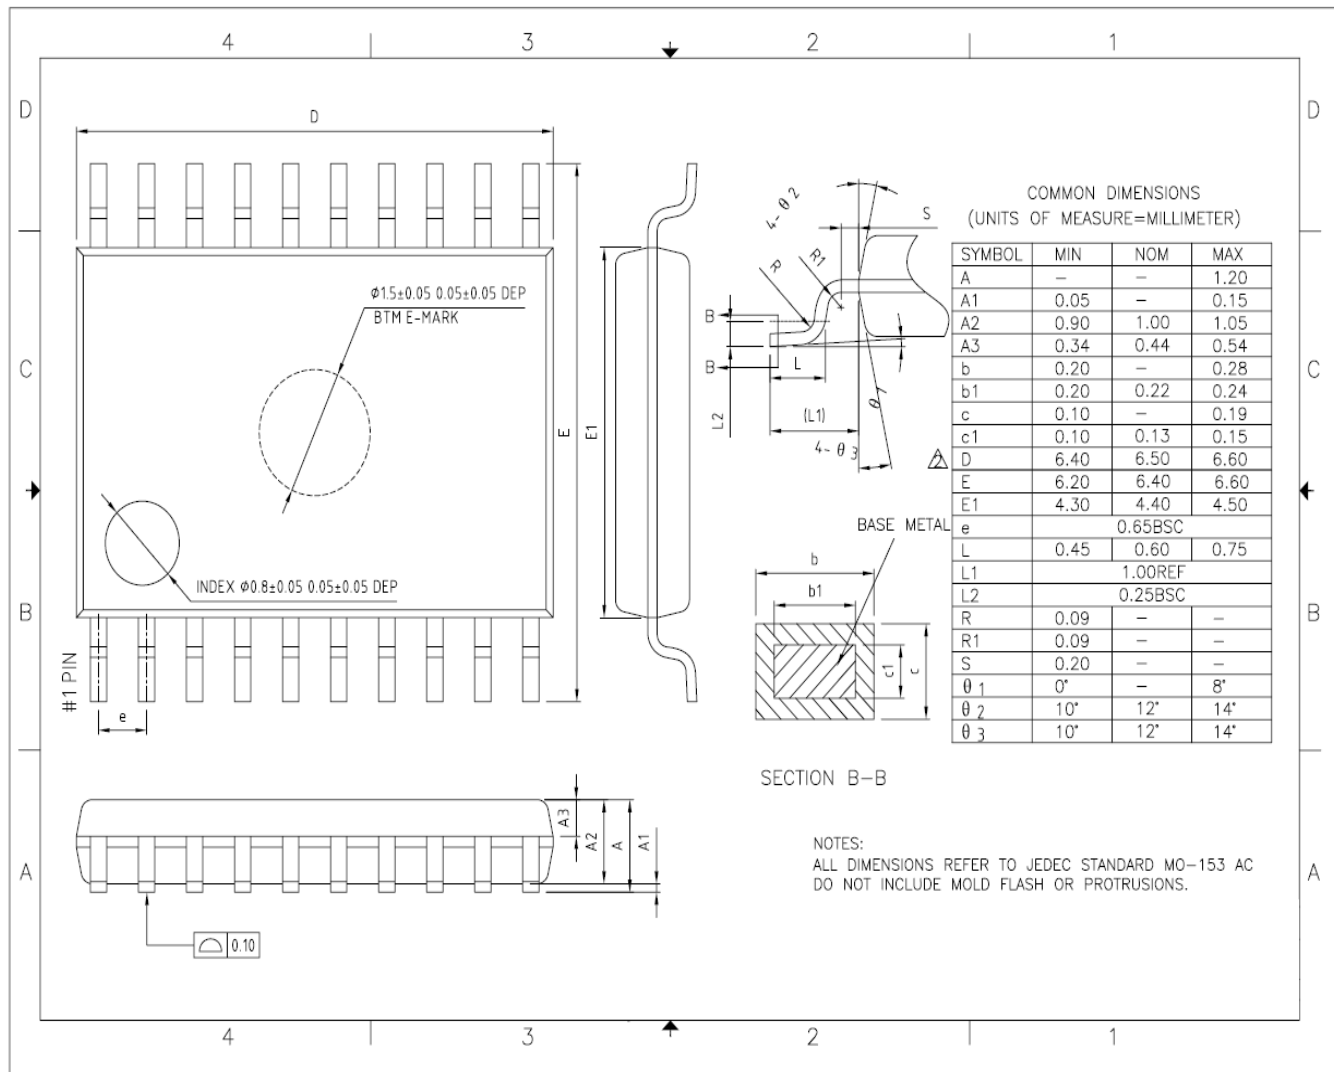 4 3 2 1
D D
D
4- θ 2
S
COMMON DIMENSIONS
(UNITS OF MEASURE=MILLIMETER)
R R1
SYMBOL MIN NOM MAX
A – – 1.20
A1 0.05 – 0.15
A2 0.90 1.00 1.05
A3 0.34 0.44 0.54
b 0.20 – 0.28
b1 0.20 0.22 0.24
c 0.10 – 0.19
c1 0.10 0.13 0.15
D 6.40 6.50 6.60
E 6.20 6.40 6.60
E1 4.30 4.40 4.50
e 0.65BSC
L 0.45 0.60 0.75
L1 1.00REF
L2 0.25BSC
R 0.09 – –
R1 0.09 – –
S 0.20 – –
θ 1 0° – 8°
θ 2 10° 12° 14°
θ 3 10° 12° 14°
φ1.5±0.05 0.05±0.05 DEP
BTM E-MARK
B
B
L
L2
(L1)
θ 1
4- θ 3
2
C C
E E1
BASE METAL
b
b1
c1 c
INDEX φ0.8±0.05 0.05±0.05 DEP
B B
#1 PIN
e
SECTION B-B
A3 A2 A A1
NOTES:
ALL DIMENSIONS REFER TO JEDEC STANDARD MO-153 AC
DO NOT INCLUDE MOLD FLASH OR PROTRUSIONS.
A A
0.10
4 3 2 1